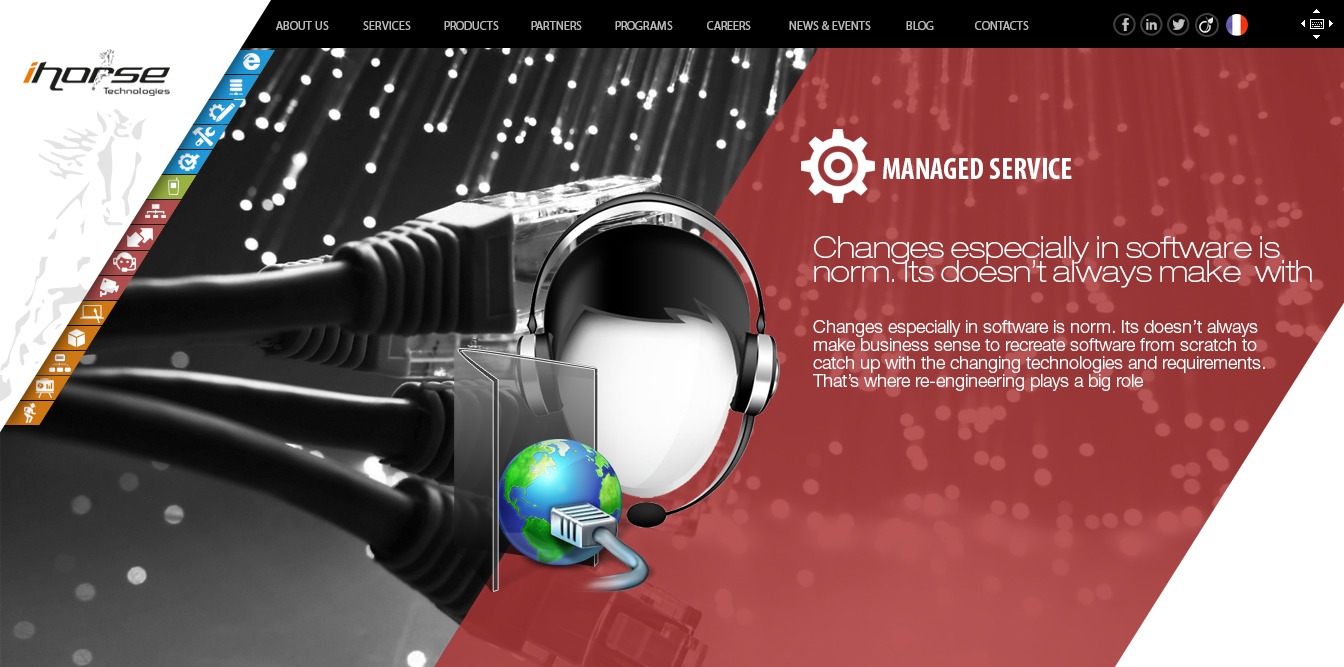 ABOUT US SERVICES PRODUCTS PARTNERS PROGRAMS CAREERS NEWS & EVENTS BLOG CONTACTS
ihorse
Technologies
MANAGED SERVICE
Changes especially in software is
norm. Its doesn't always make with
Changes especially in software is norm. Its doesn't always
make business sense to recreate software from scratch to
catch up with the changing technologies and requirements.
That's where re-engineering plays a big role